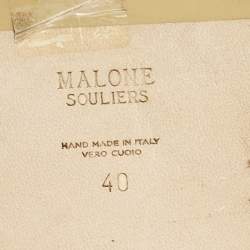 MALONE
SOULIERS
HAND MADE IN ITALY
VERO CUOIO
40